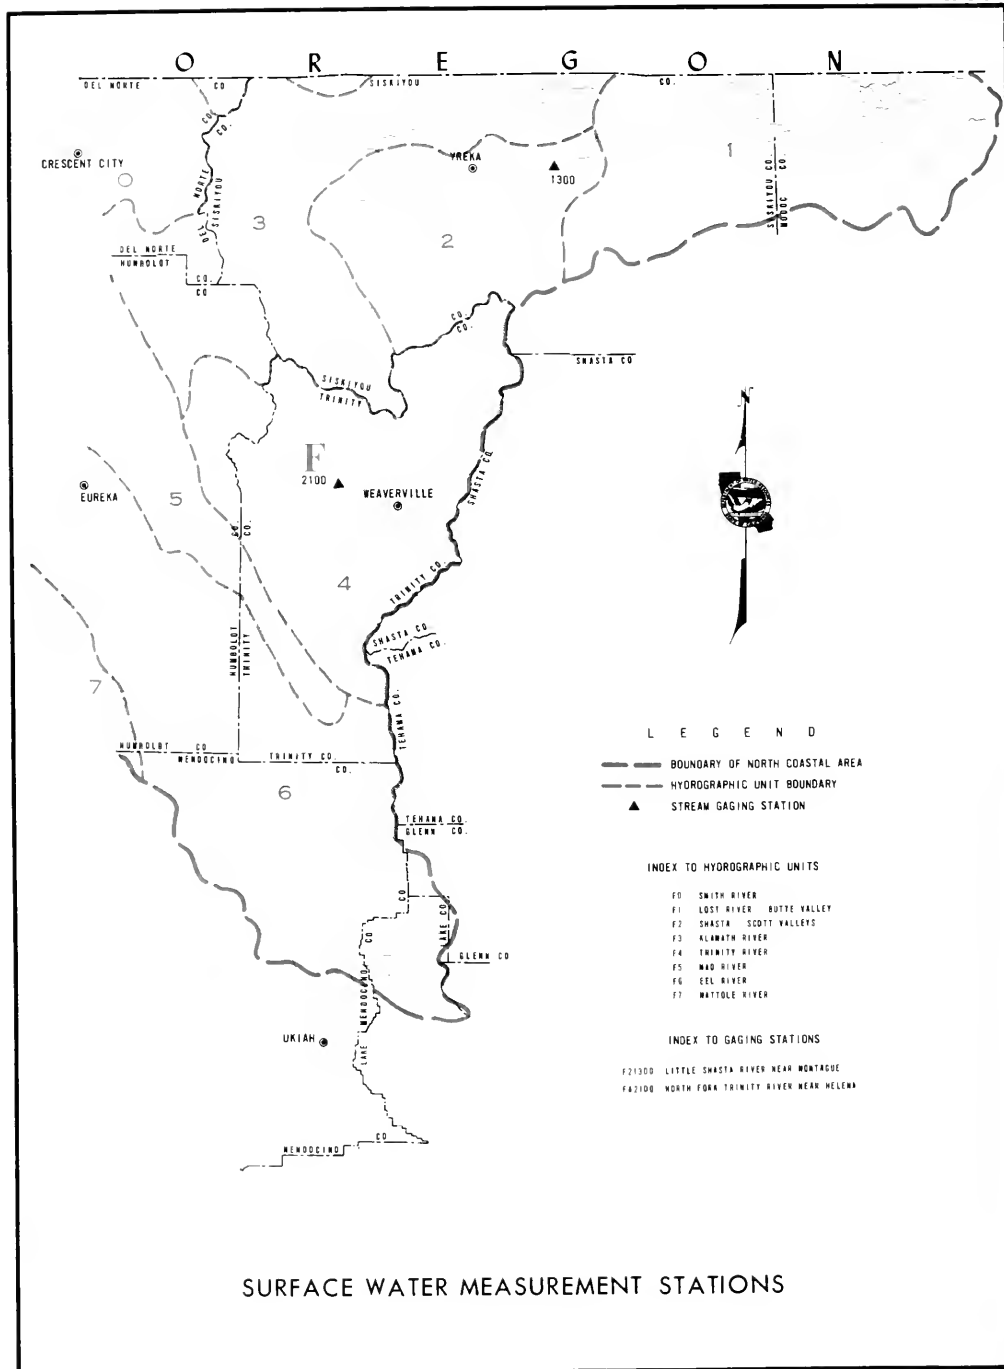 O R E G O N
DEL NORTE CO SISKIYOU CO.
CO. CO.
CRESCENT CITY
O
YREKA
1300
1
SISKIYOU CO.
MODOC CO.
DEL NORTE
SISKIYOU
3
2
DEL NORTE
HUMBOLDT
CO.
CO
CO.
CO.
SHASTA CO
SISKIYOU
TRINITY
SHASTA CO.
F
2100
WEAVERVILLE
N
EUREKA
5
CO.
CO.
4
TRINITY CO.
SHASTA CO.
TEHAMA CO.
HUMBOLDT
TRINITY
7
TEHAMA CO.
HUMBOLDT CO
MENDOCINO
TRINITY CO.
CO.
6
TEHAMA CO.
GLENN CO.
CO
CO
LAKE CO
GLENN CO
LAKE MENDOCINO
UKIAH
MENDOCINO CO
L E G E N D
BOUNDARY OF NORTH COASTAL AREA
HYDROGRAPHIC UNIT BOUNDARY
STREAM GAGING STATION
INDEX TO HYDROGRAPHIC UNITS
F0 SMITH RIVER
F1 LOST RIVER BUTTE VALLEY
F2 SHASTA SCOTT VALLEYS
F3 KLAMATH RIVER
F4 TRINITY RIVER
F5 MAD RIVER
F6 EEL RIVER
F7 MATTOLE RIVER
INDEX TO GAGING STATIONS
F21300 LITTLE SHASTA RIVER NEAR MONTAGUE
F42100 NORTH FORK TRINITY RIVER NEAR HELENA
SURFACE WATER MEASUREMENT STATIONS